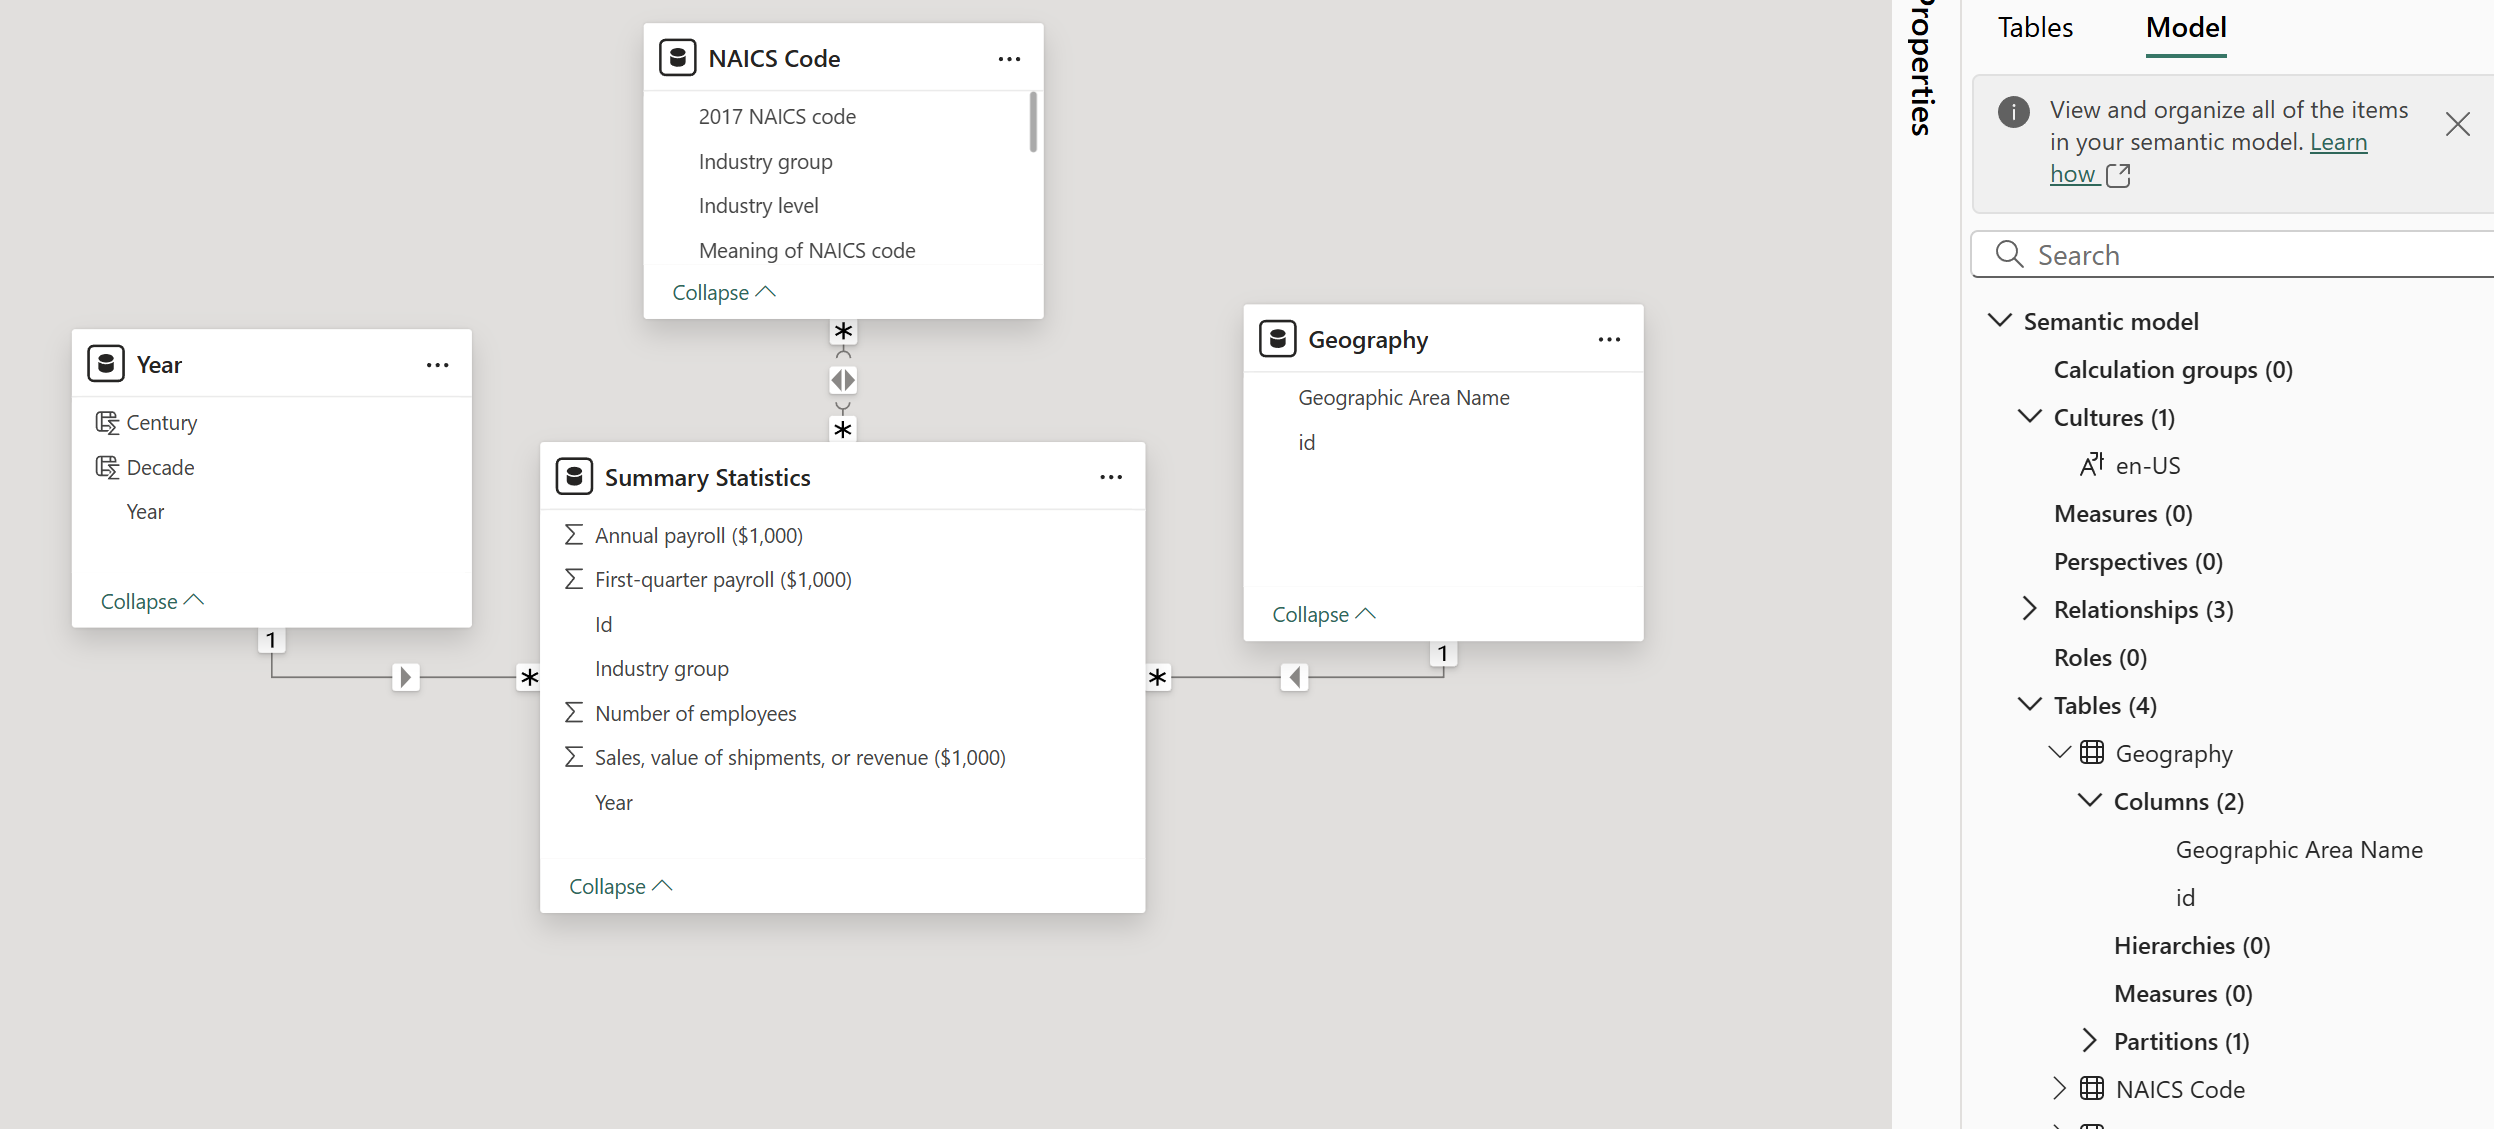 NAICS Code
2017 NAICS code
Industry group
Industry level
Meaning of NAICS code
Collapse
*
*
Year
Century
Decade
Year
Collapse
1
*
Summary Statistics
Annual payroll ($1,000)
First-quarter payroll ($1,000)
Id
Industry group
Number of employees
Sales, value of shipments, or revenue ($1,000)
Year
Collapse
Geography
Geographic Area Name
id
Collapse
1
*
Properties
Tables
Model
View and organize all of the items
in your semantic model. Learn
how
Search
Semantic model
Calculation groups (0)
Cultures (1)
en-US
Measures (0)
Perspectives (0)
Relationships (3)
Roles (0)
Tables (4)
Geography
Columns (2)
Geographic Area Name
id
Hierarchies (0)
Measures (0)
Partitions (1)
NAICS Code